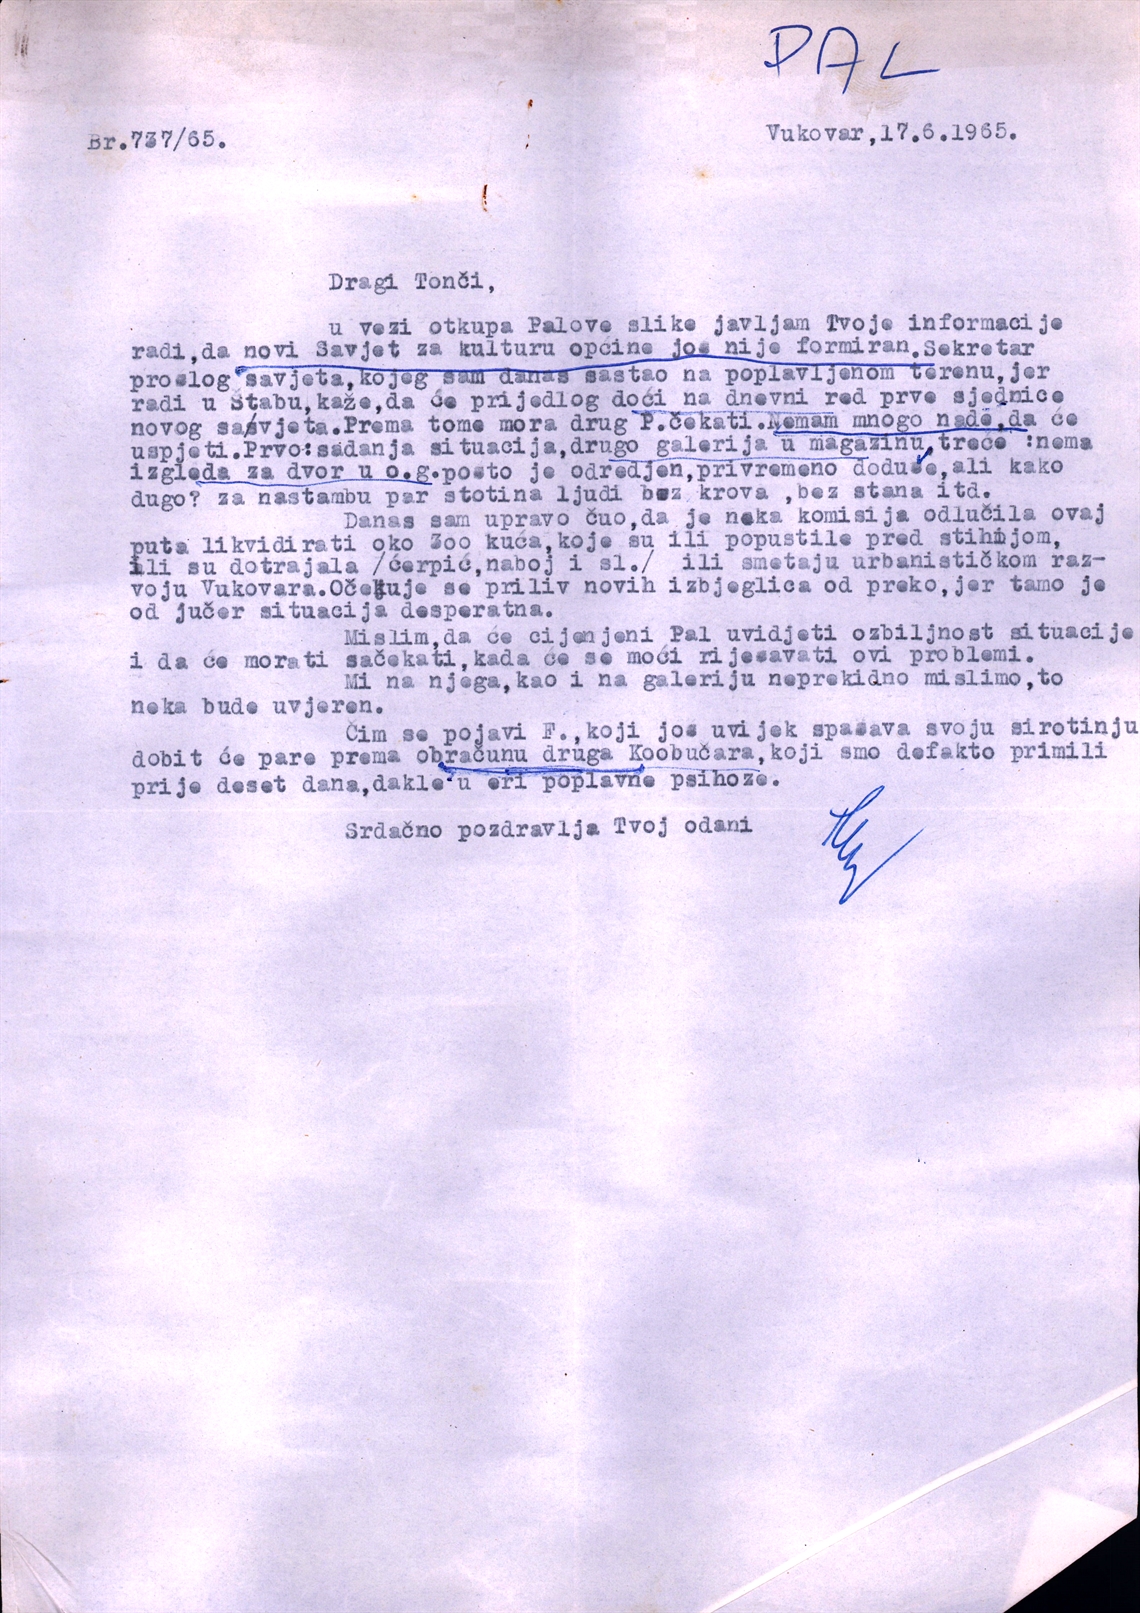 PAL
Br.737/65.
Vukovar,17.6.1965.
Dragi Tonči,
u vezi otkupa Palove slike javljam Tvoje informacije
radi,da novi Savjet za kulturu općine jos nije formiran.Sekretar
proslog savjeta,kojeg sam danas sastao na poplavljenom terenu,jer
radi u Štabu,kaže,da će prijedlog doći na dnevni red prve sjednice
novog savjeta.Prema tome mora drug P.čekati.Nemam mnogo nade,da će
uspjeti.Prvo:sadanja situacija,drugo galerija u magazinu,treće :nema
izgleda za dvor u o.g.posto je odredjen,privremeno doduše,ali kako
dugo? za nastambu par stotina ljudi bez krova ,bez stana itd.
Danas sam upravo čuo,da je neka komisija odlučila ovaj
puta likvidirati oko 3oo kuća,koje su ili popustile pred stihijom,
ili su dotrajala /ćerpić,naboj i sl./ ili smetaju urbanističkom raz-
voju Vukovara.Očekuje se priliv novih izbjeglica od preko,jer tamo je
od jučer situacija desperatna.
Mislim,da će cijenjeni Pal uvidjeti ozbiljnost situacije
i da će morati sačekati,kada će se moći rijesavati ovi problemi.
Mi na njega,kao i na galeriju neprekidno mislimo,to
neka bude uvjeren.
Čim se pojavi F.,koji jos uvijek spasava svoju sirotinju
dobit će pare prema obračunu druga Koobučara,koji smo defakto primili
prije deset dana,dakle u eri poplavne psihoze.
Srdačno pozdravlja Tvoj odani